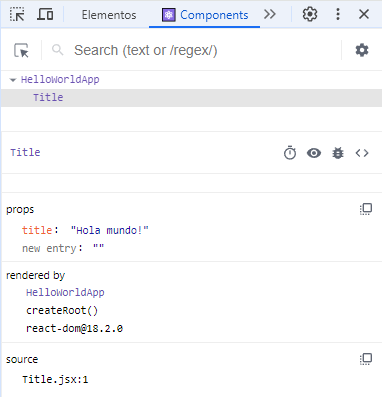 Elementos
Components
Search (text or /regex/)
HelloWorldApp
Title
Title
props
title: "Hola mundo!"
new entry: ""
rendered by
HelloWorldApp
createRoot()
react-dom@18.2.0
source
Title.jsx:1